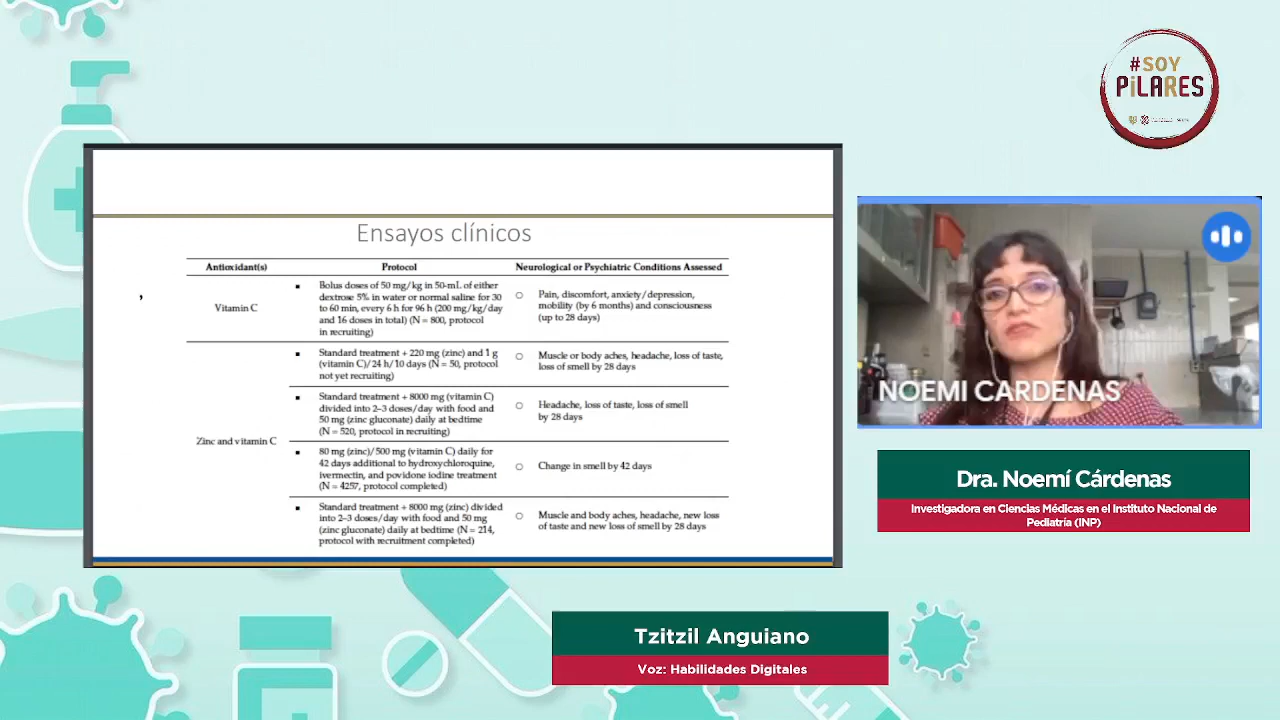 #SOY
PiLARES
Ensayos clínicos
Antioxidant(s)
Protocol
Neurological or Psychiatric Conditions Assessed
Vitamin C
Bolus doses of 50 mg/kg in 50-mL of either
dextrose 5% in water or normal saline for 30
to 60 min, every 6 h for 96 h (200 mg/kg/day
and 16 doses in total) (N = 800, protocol
in recruiting)
Pain, discomfort, anxiety/depression,
mobility (by 6 months) and consciousness
(up to 28 days)
Zinc and vitamin C
Standard treatment + 220 mg (zinc) and 1 g
(vitamin C)/24 h/10 days (N = 50, protocol
not yet recruiting)
Muscle or body aches, headache, loss of taste,
loss of smell by 28 days
Standard treatment + 8000 mg (vitamin C)
divided into 2–3 doses/day with food and
50 mg (zinc gluconate) daily at bedtime
(N = 520, protocol in recruiting)
Headache, loss of taste, loss of smell
by 28 days
80 mg (zinc)/500 mg (vitamin C) daily for
42 days additional to hydroxychloroquine,
ivermectin, and povidone iodine treatment
(N = 4257, protocol completed)
Change in smell by 42 days
Standard treatment + 8000 mg (zinc) divided
into 2–3 doses/day with food and 50 mg
(zinc gluconate) daily at bedtime (N = 214,
protocol with recruitment completed)
Muscle and body aches, headache, new loss
of taste and new loss of smell by 28 days
NOEMI CARDENAS
Dra. Noemí Cárdenas
Investigadora en Ciencias Médicas en el Instituto Nacional de
Pediatría (INP)
Tzitzil Anguiano
Voz: Habilidades Digitales